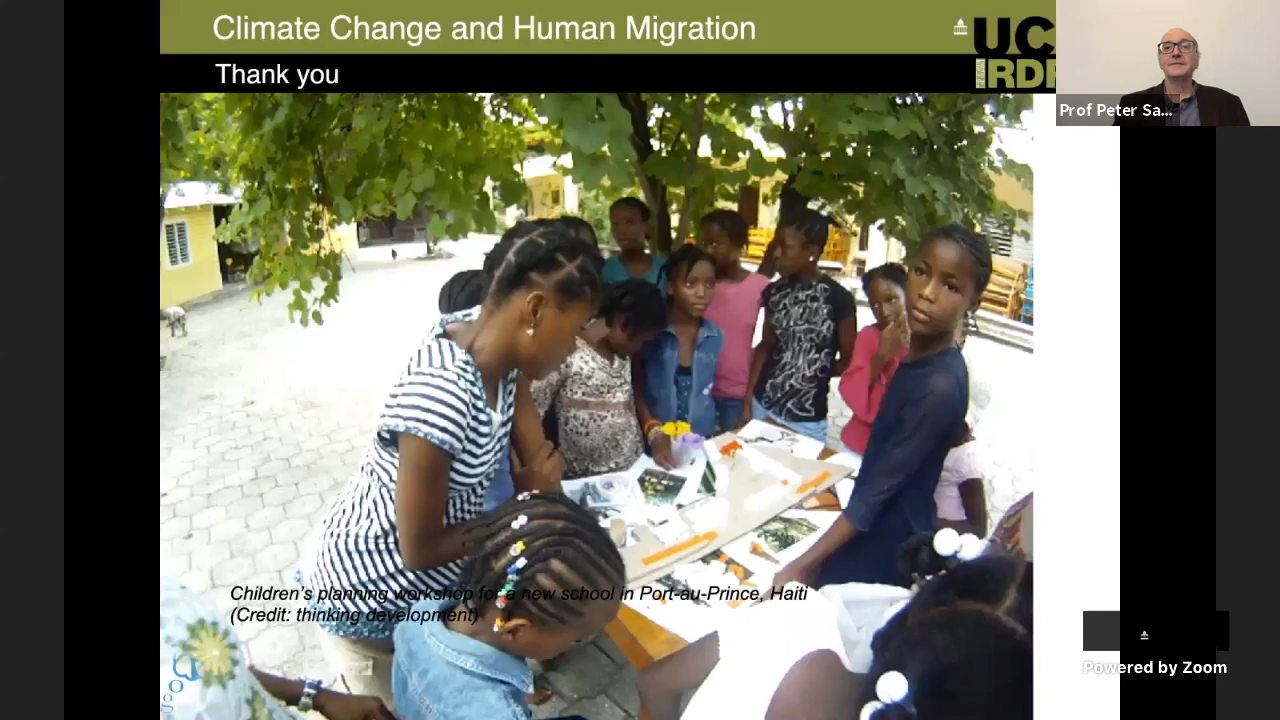 Climate Change and Human Migration
Thank you
UC
IRDR
Prof Peter Sa...
Children's planning workshop for a new school in Port-au-Prince, Haiti
(Credit: thinking development)
Powered by Zoom